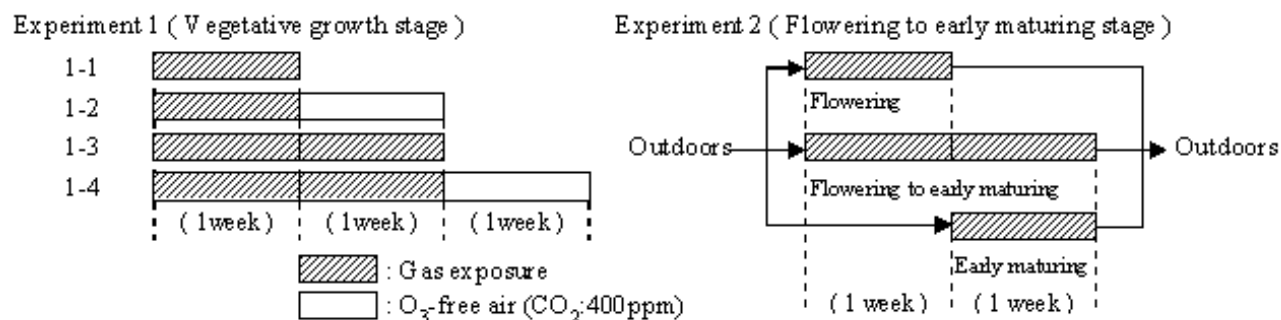 Experiment 1 ( Vegetative growth stage )
1-1
1-2
1-3
1-4
( 1week ) ( 1week ) ( 1week )
: Gas exposure
: O₃-free air (CO₂:400ppm)
Experiment 2 ( Flowering to early maturing stage )
Flowering
Outdoors Outdoors
Flowering to early maturing
Early maturing
( 1 week ) ( 1 week )